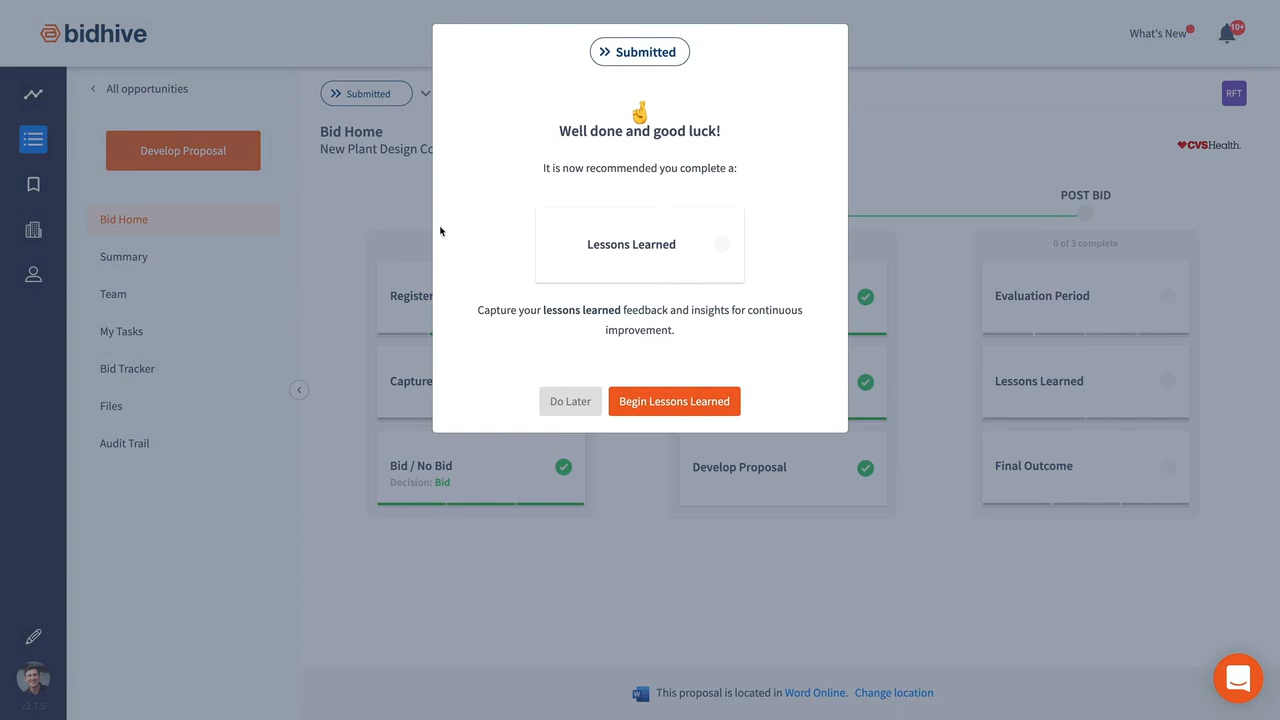 bidhive
What's New
10+
All opportunities
Develop Proposal
Bid Home
Summary
Team
My Tasks
Bid Tracker
Files
Audit Trail
v2.7.5
Submitted
RFT
Bid Home
New Plant Design Co
CVSHealth.
Register
Capture
Bid / No Bid
Decision: Bid
Develop Proposal
POST BID
0 of 3 complete
Evaluation Period
Lessons Learned
Final Outcome
Submitted
Well done and good luck!
It is now recommended you complete a:
Lessons Learned
Capture your lessons learned feedback and insights for continuous
improvement.
Do Later
Begin Lessons Learned
This proposal is located in Word Online. Change location